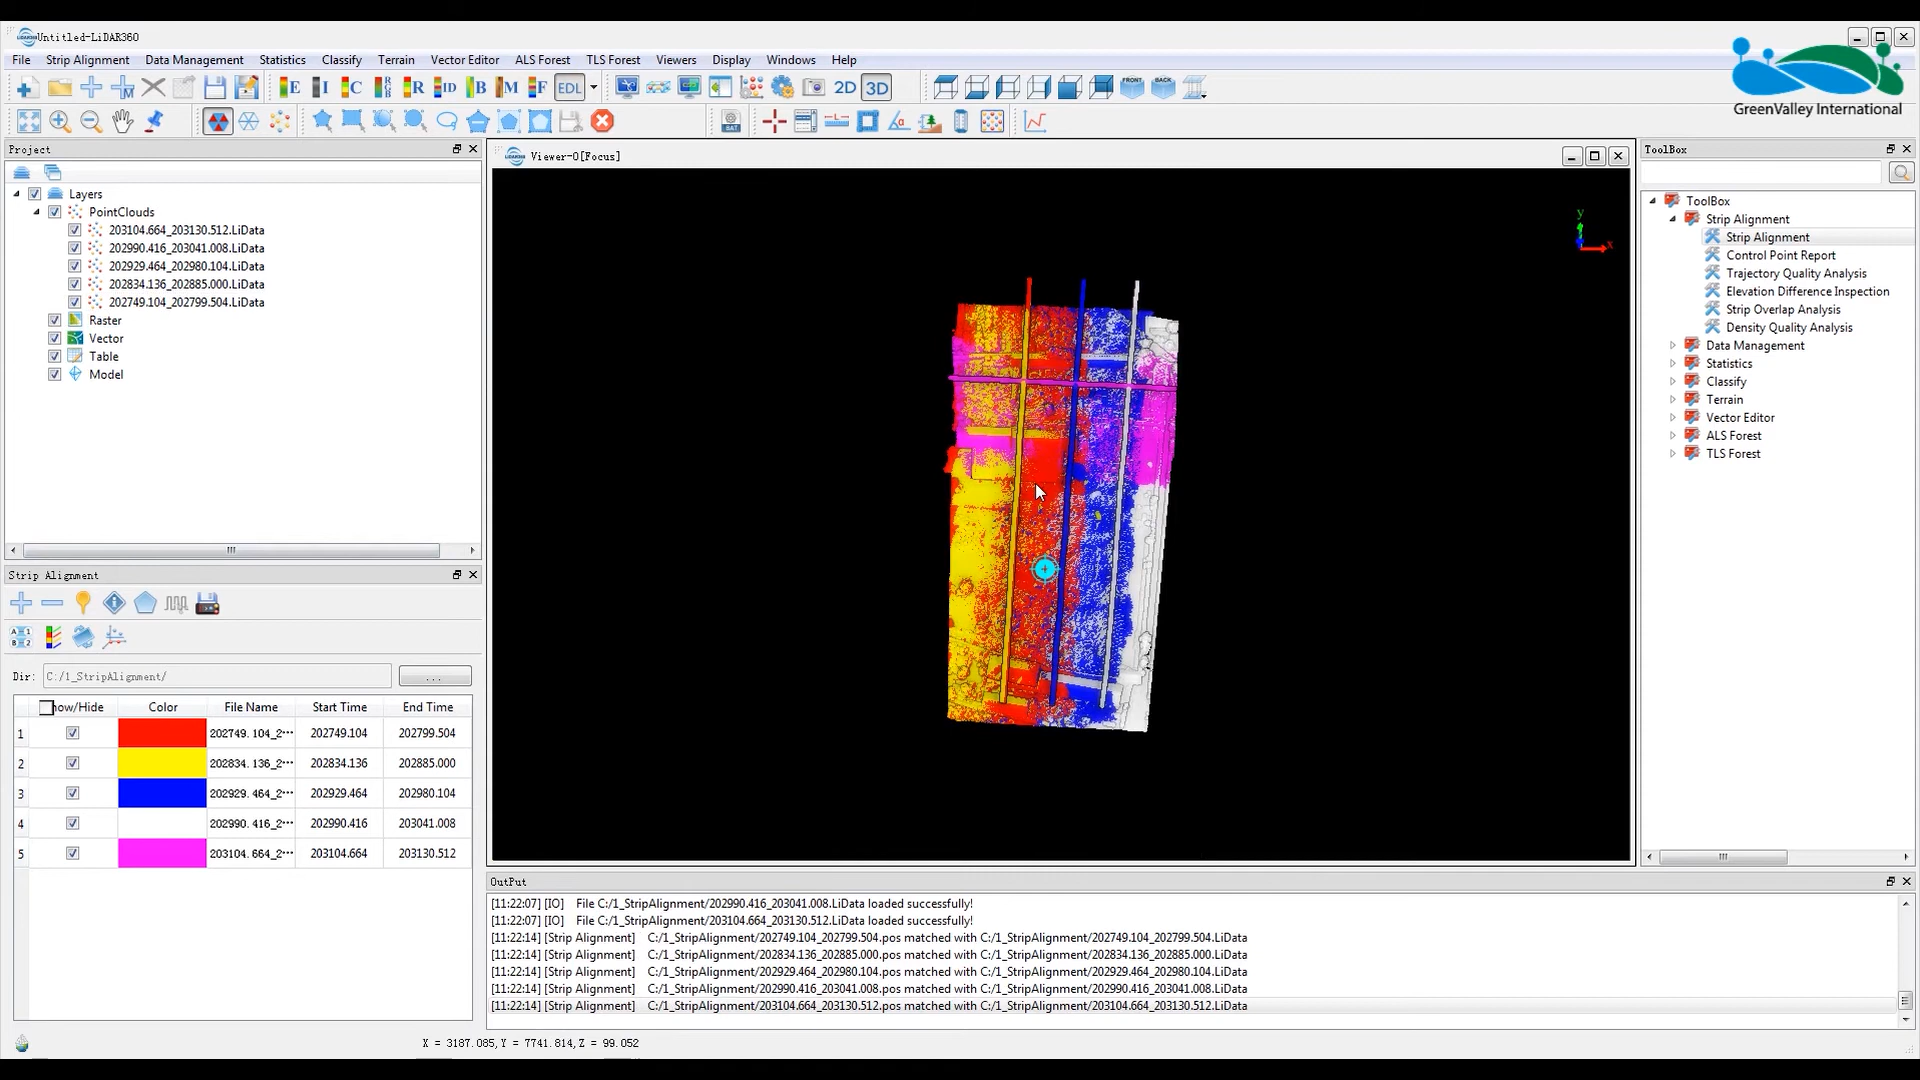 Untitled-LiDAR360
File Strip Alignment Data Management Statistics Classify Terrain Vector Editor ALS Forest TLS Forest Viewers Display Windows Help
GreenValley International
E I C R ID B M F EDL 2D 3D FRONT BACK
BAT
Project
Layers
PointClouds
203104.664_203130.512.LiData
202990.416_203041.008.LiData
202929.464_202980.104.LiData
202834.136_202885.000.LiData
202749.104_202799.504.LiData
Raster
Vector
Table
Model
Strip Alignment
Dir: C:/1_StripAlignment/ ...
how/Hide Color File Name Start Time End Time
1 202749.104_2··· 202749.104 202799.504
2 202834.136_2··· 202834.136 202885.000
3 202929.464_2··· 202929.464 202980.104
4 202990.416_2··· 202990.416 203041.008
5 203104.664_2··· 203104.664 203130.512
Viewer-0[Focus]
y
x
ToolBox
ToolBox
Strip Alignment
Strip Alignment
Control Point Report
Trajectory Quality Analysis
Elevation Difference Inspection
Strip Overlap Analysis
Density Quality Analysis
Data Management
Statistics
Classify
Terrain
Vector Editor
ALS Forest
TLS Forest
OutPut
[11:22:07] [IO] File C:/1_StripAlignment/202990.416_203041.008.LiData loaded successfully!
[11:22:07] [IO] File C:/1_StripAlignment/203104.664_203130.512.LiData loaded successfully!
[11:22:14] [Strip Alignment] C:/1_StripAlignment/202749.104_202799.504.pos matched with C:/1_StripAlignment/202749.104_202799.504.LiData
[11:22:14] [Strip Alignment] C:/1_StripAlignment/202834.136_202885.000.pos matched with C:/1_StripAlignment/202834.136_202885.000.LiData
[11:22:14] [Strip Alignment] C:/1_StripAlignment/202929.464_202980.104.pos matched with C:/1_StripAlignment/202929.464_202980.104.LiData
[11:22:14] [Strip Alignment] C:/1_StripAlignment/202990.416_203041.008.pos matched with C:/1_StripAlignment/202990.416_203041.008.LiData
[11:22:14] [Strip Alignment] C:/1_StripAlignment/203104.664_203130.512.pos matched with C:/1_StripAlignment/203104.664_203130.512.LiData
X = 3187.085, Y = 7741.814, Z = 99.052